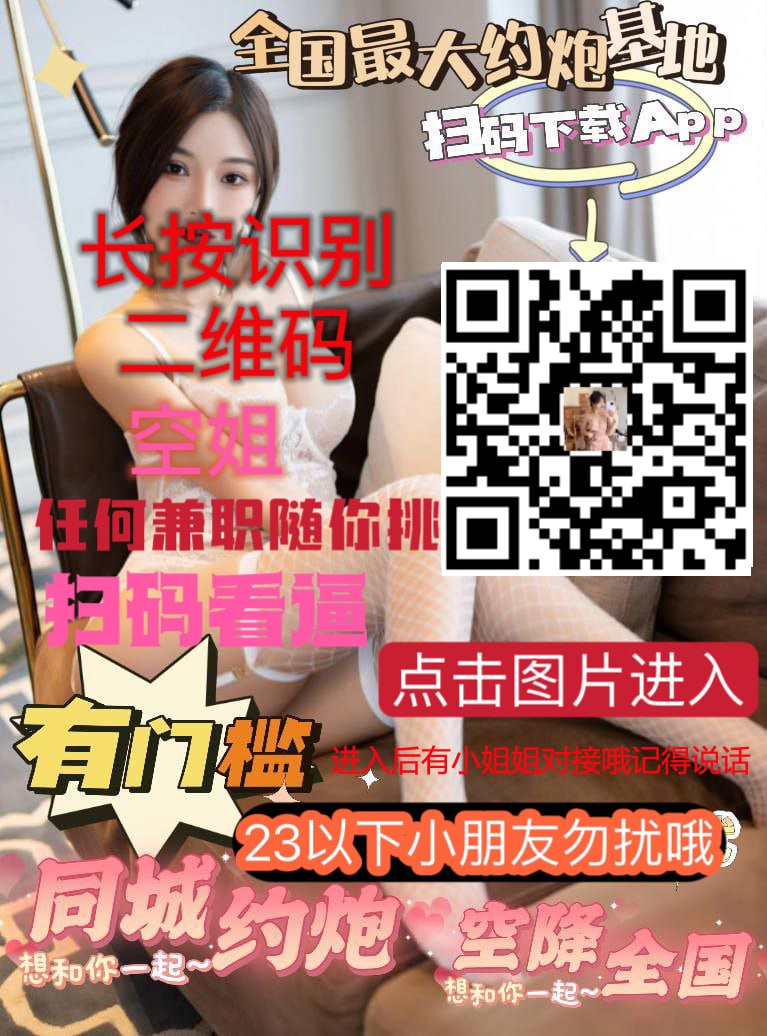 全国最大约炮基地
扫码下载App
长按识别
二维码
空姐
任何兼职随你挑
扫码看逼
点击图片进入
有门槛
进入后有小姐姐对接哦记得说话
23以下小朋友勿扰哦
同城约炮
想和你一起~
空降全国
想和你一起~